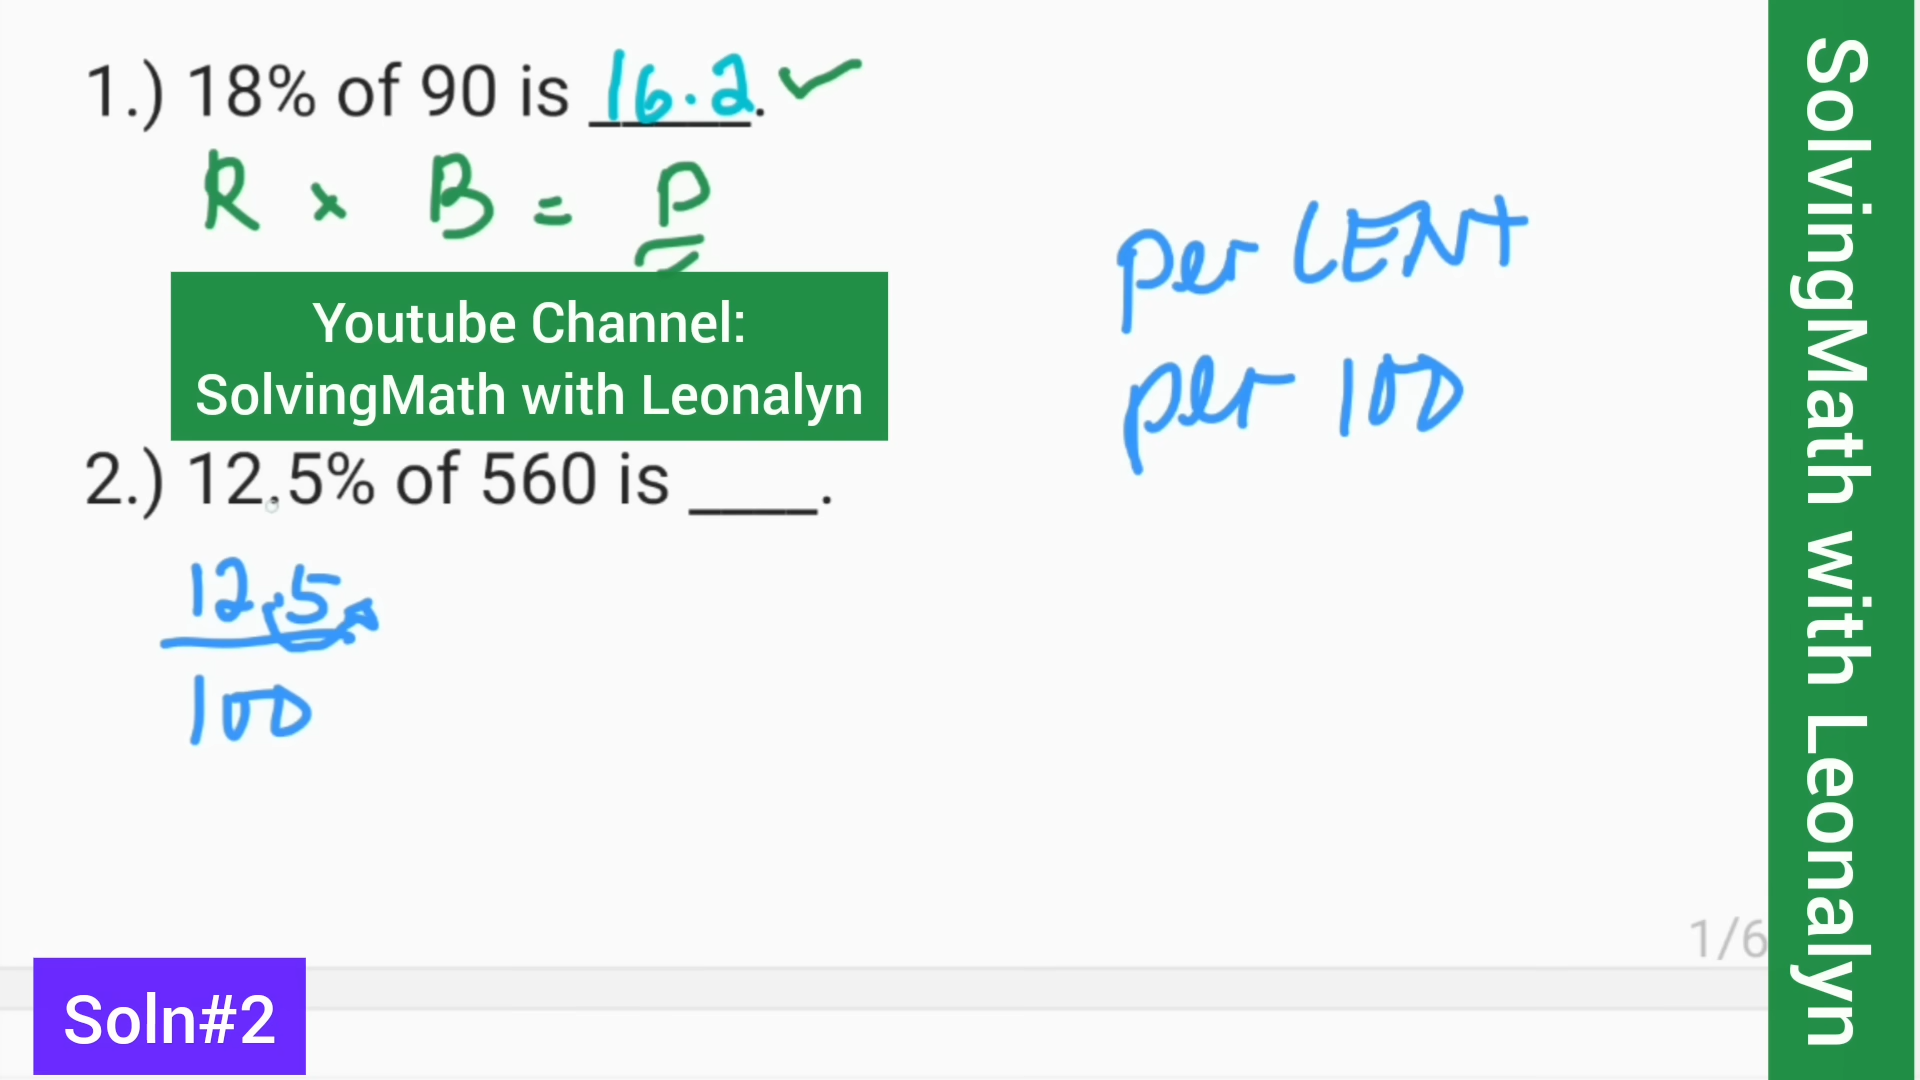 1.) 18% of 90 is 16.2.
R x B = P
Youtube Channel:
SolvingMath with Leonalyn
2.) 12.5% of 560 is ____.
12.5
100
per CENt
per 100
1/6
Soln#2
SolvingMath with Leonalyn